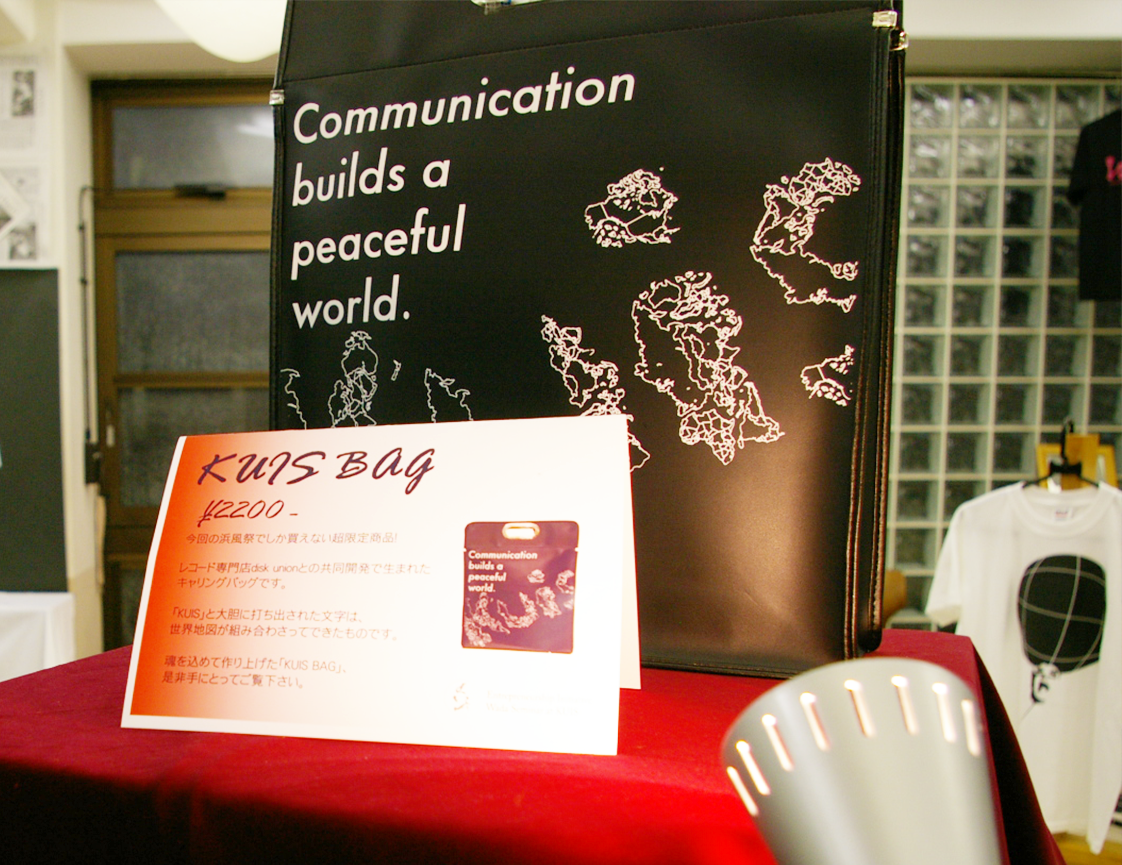 Communication
builds a
peaceful
world.
KUIS BAG
¥2200-
今回の浜風祭でしか買えない超限定商品!
レコード専門店disk unionとの共同開発で生まれた
キャリングバッグです。
「KUIS」と大胆に打ち出された文字は、
世界地図が組み合わさってできたものです。
魂を込めて作り上げた「KUIS BAG」、
是非手にとってご覧下さい。
Communication
builds a
peaceful
world.